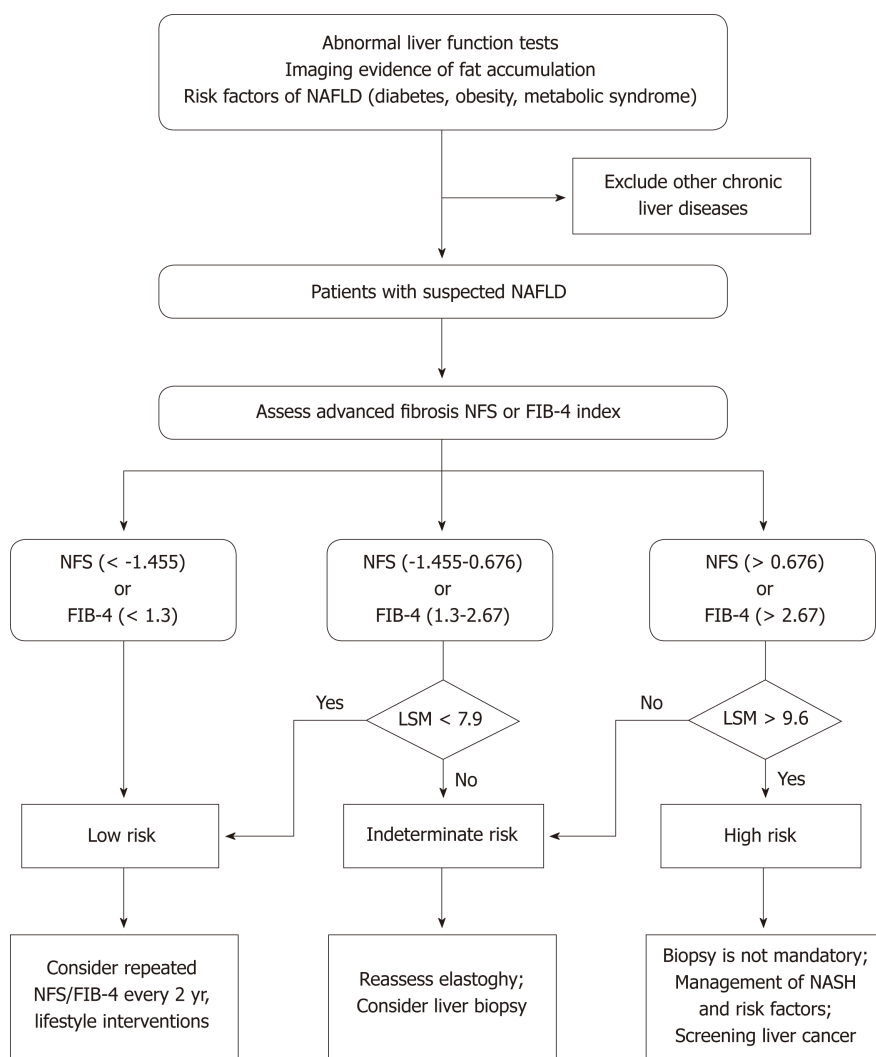 Abnormal liver function tests
Imaging evidence of fat accumulation
Risk factors of NAFLD (diabetes, obesity, metabolic syndrome)
Exclude other chronic
liver diseases
Patients with suspected NAFLD
Assess advanced fibrosis NFS or FIB-4 index
NFS (< -1.455)
or
FIB-4 (< 1.3)
NFS (-1.455-0.676)
or
FIB-4 (1.3-2.67)
NFS (> 0.676)
or
FIB-4 (> 2.67)
Yes
LSM < 7.9
No
No
LSM > 9.6
Yes
Low risk
Indeterminate risk
High risk
Consider repeated
NFS/FIB-4 every 2 yr,
lifestyle interventions
Reassess elastoghy;
Consider liver biopsy
Biopsy is not mandatory;
Management of NASH
and risk factors;
Screening liver cancer